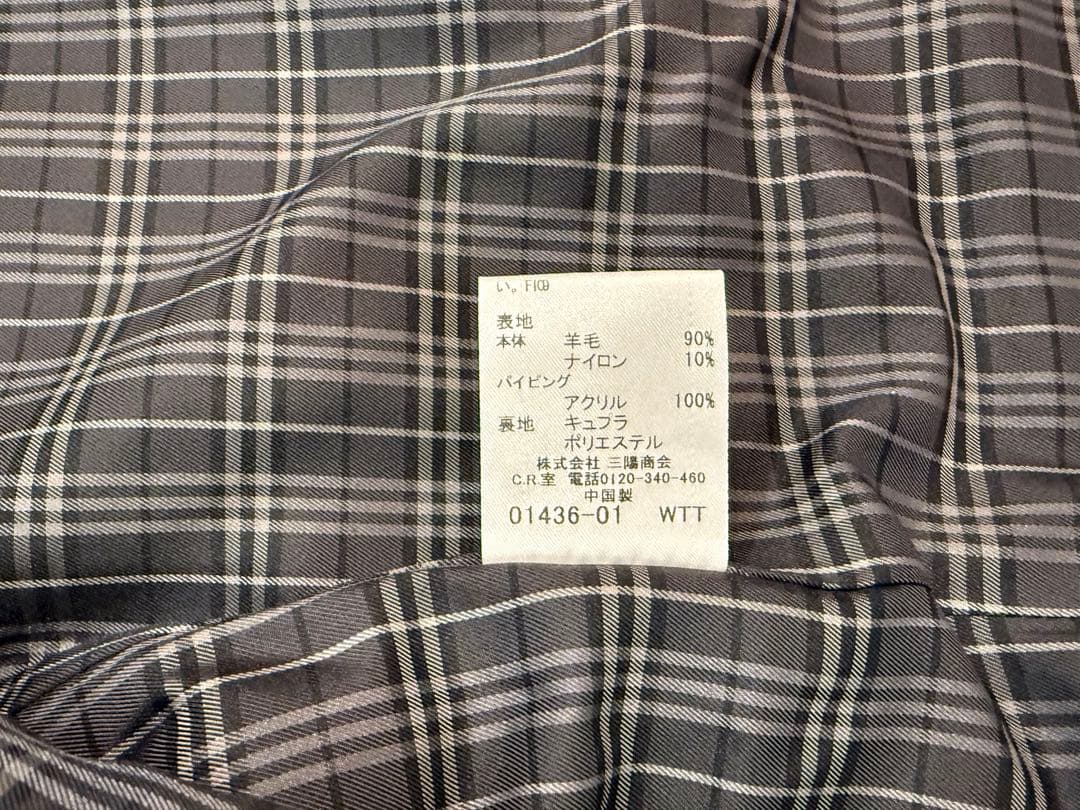 い。F(09)
表地
本体 羊毛 90%
ナイロン 10%
パイピング
アクリル 100%
裏地 キュプラ
ポリエステル
株式会社 三陽商会
C.R.室 電話0120-340-460
中国製
01436-01 WTT